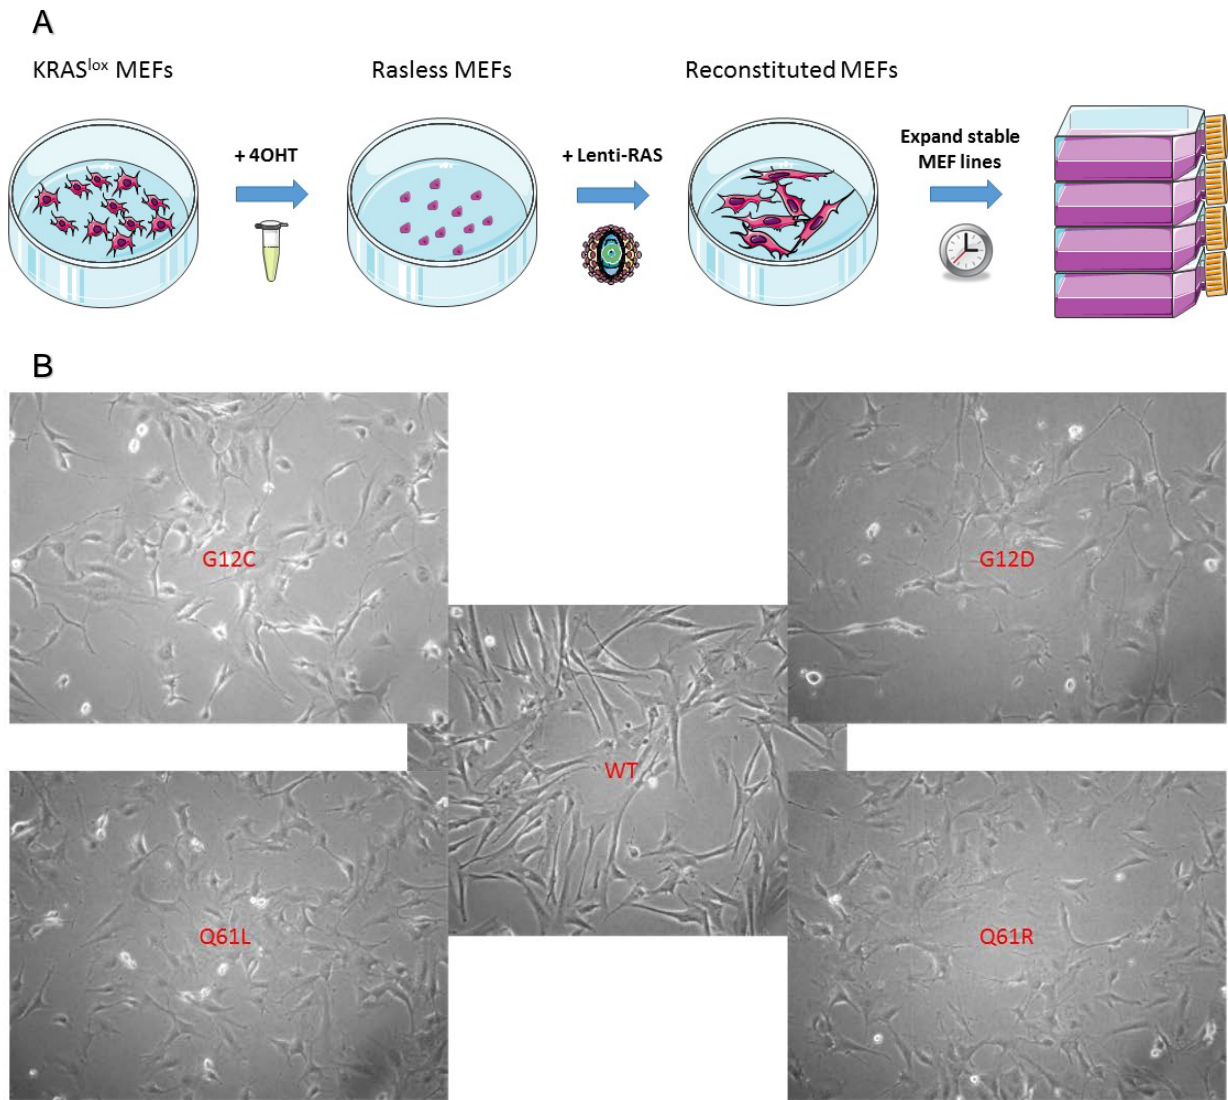 A
KRASlox MEFs
Rasless MEFs
Reconstituted MEFs
+ 4OHT
+ Lenti-RAS
Expand stable
MEF lines
B
G12C
G12D
WT
Q61L
Q61R